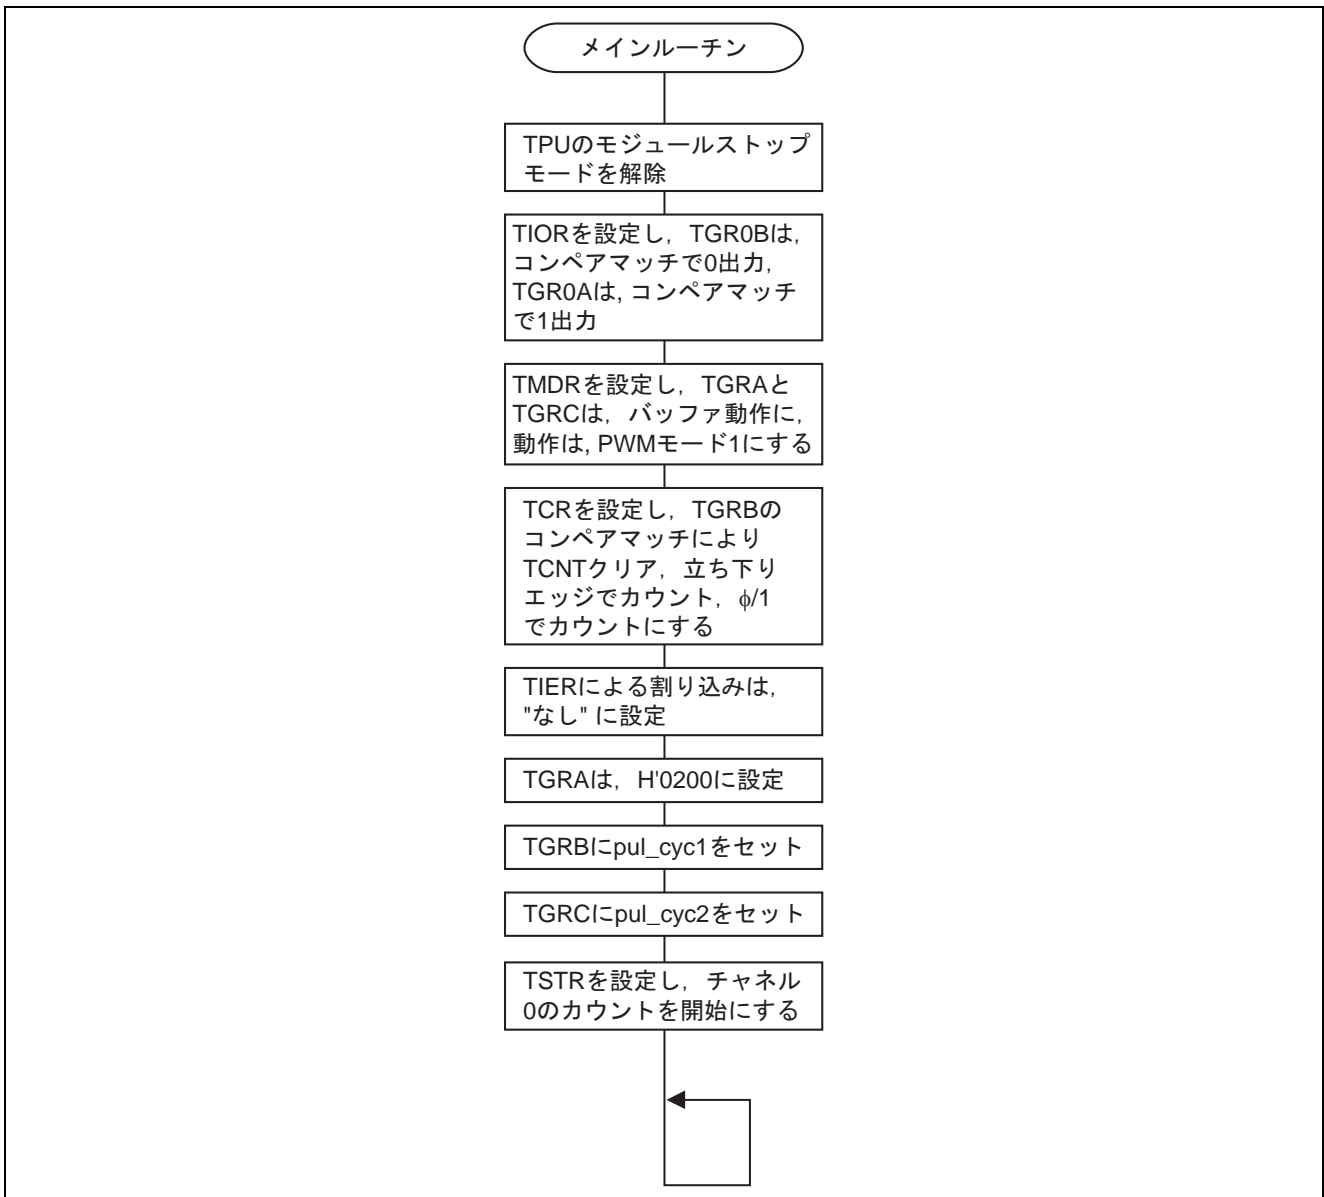 メインルーチン
TPUのモジュールストップ
モードを解除
TIORを設定し，TGR0Bは,
コンペアマッチで0出力,
TGR0Aは, コンペアマッチ
で1出力
TMDRを設定し，TGRAと
TGRCは，バッファ動作に,
動作は, PWMモード1にする
TCRを設定し，TGRBの
コンペアマッチにより
TCNTクリア，立ち下り
エッジでカウント，φ/1
でカウントにする
TIERによる割り込みは,
"なし" に設定
TGRAは，H'0200に設定
TGRBにpul_cyc1をセット
TGRCにpul_cyc2をセット
TSTRを設定し，チャネル
0のカウントを開始にする